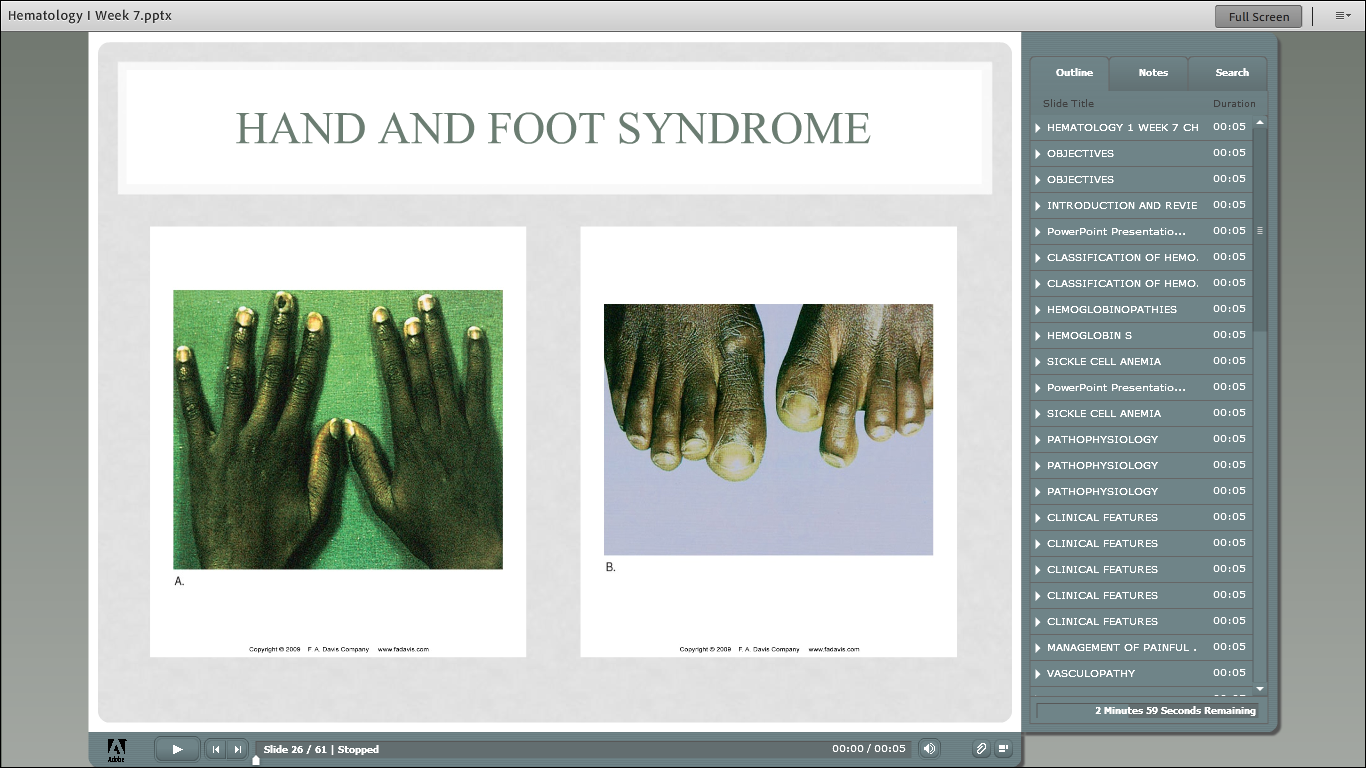 Hematology I Week 7.pptx
Full Screen
HAND AND FOOT SYNDROME
A.
Copyright © 2009 F. A. Davis Company www.fadavis.com
B.
Copyright © 2009 F. A. Davis Company www.fadavis.com
Outline Notes Search
Slide Title Duration
HEMATOLOGY 1 WEEK 7 CH 00:05
OBJECTIVES 00:05
OBJECTIVES 00:05
INTRODUCTION AND REVIE 00:05
PowerPoint Presentatio... 00:05
CLASSIFICATION OF HEMO. 00:05
CLASSIFICATION OF HEMO. 00:05
HEMOGLOBINOPATHIES 00:05
HEMOGLOBIN S 00:05
SICKLE CELL ANEMIA 00:05
PowerPoint Presentatio... 00:05
SICKLE CELL ANEMIA 00:05
PATHOPHYSIOLOGY 00:05
PATHOPHYSIOLOGY 00:05
PATHOPHYSIOLOGY 00:05
CLINICAL FEATURES 00:05
CLINICAL FEATURES 00:05
CLINICAL FEATURES 00:05
CLINICAL FEATURES 00:05
CLINICAL FEATURES 00:05
MANAGEMENT OF PAINFUL . 00:05
VASCULOPATHY 00:05
2 Minutes 59 Seconds Remaining
Adobe
Slide 26 / 61 | Stopped 00:00 / 00:05